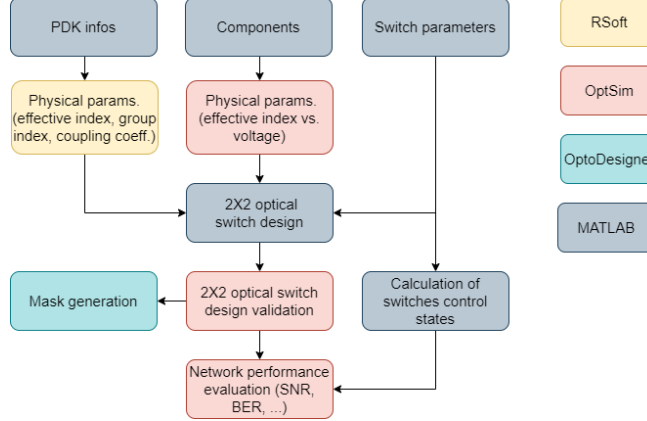 PDK infos
Components
Switch parameters
RSoft
Physical params.
(effective index, group
index, coupling coeff.)
Physical params.
(effective index vs.
voltage)
OptSim
2X2 optical
switch design
OptoDesigne
MATLAB
Mask generation
2X2 optical switch
design validation
Calculation of
switches control
states
Network performance
evaluation (SNR,
BER, ...)